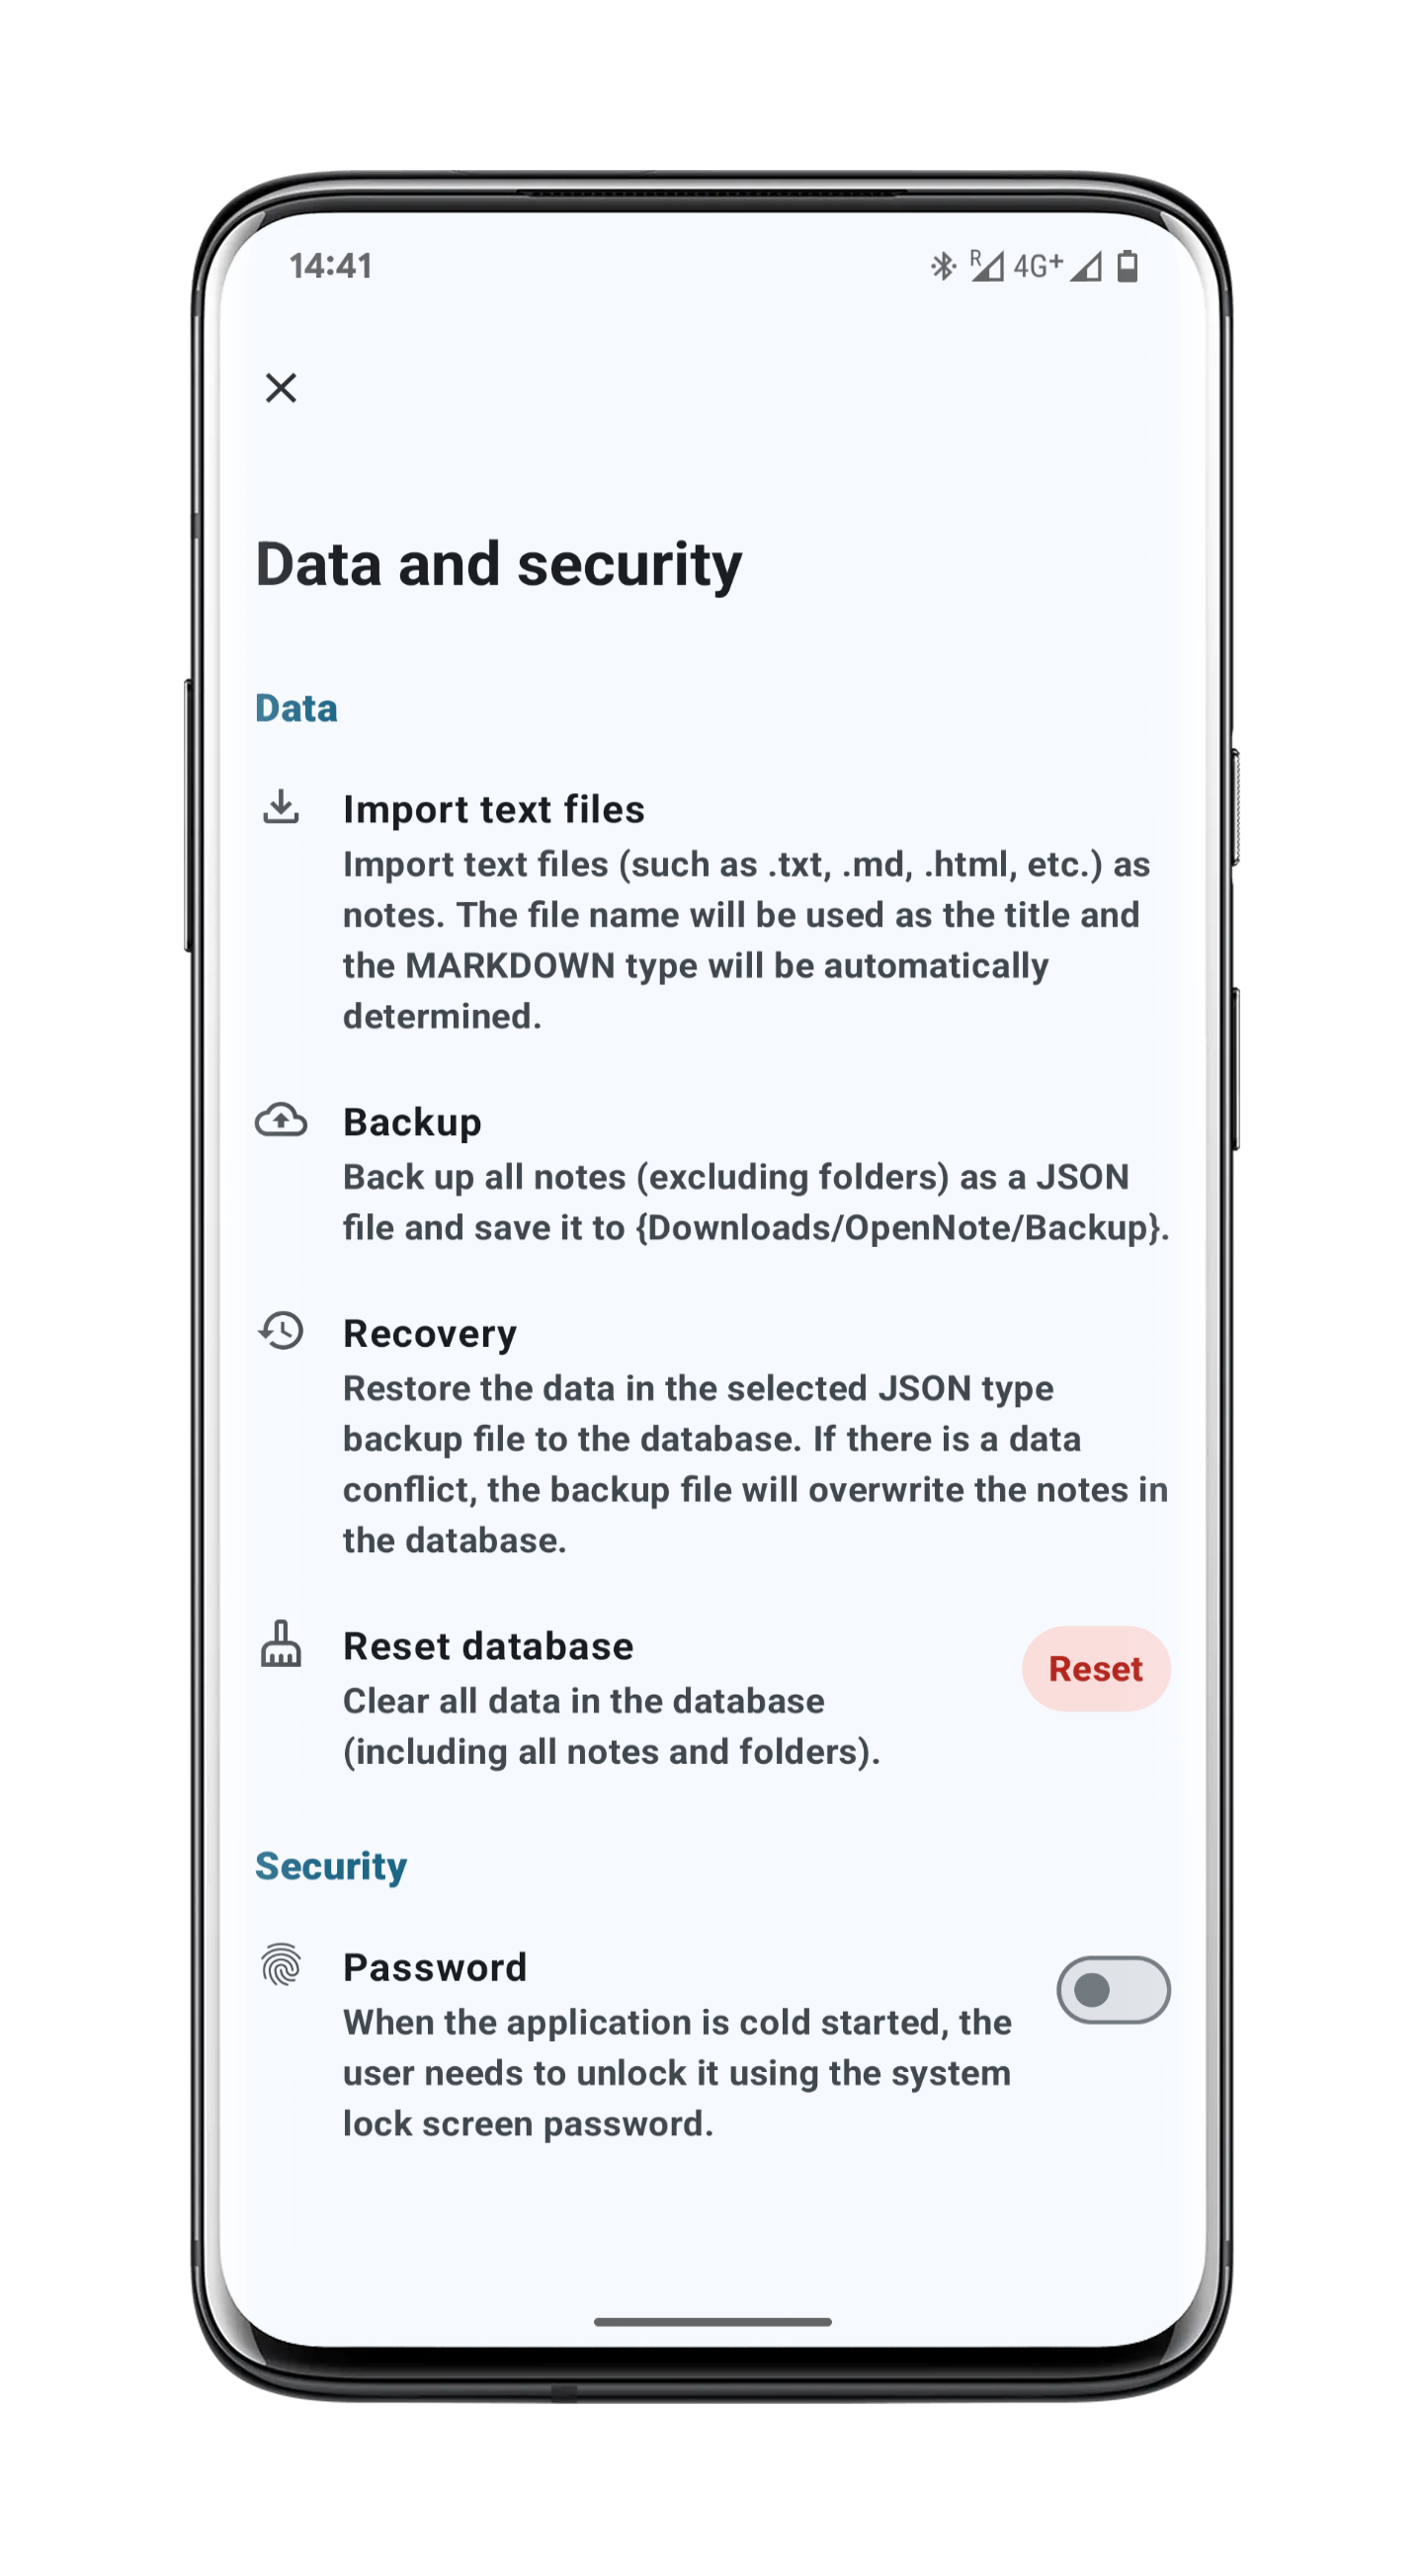 14:41
R 4G+
Data and security
Data
Import text files
Import text files (such as .txt, .md, .html, etc.) as
notes. The file name will be used as the title and
the MARKDOWN type will be automatically
determined.
Backup
Back up all notes (excluding folders) as a JSON
file and save it to {Downloads/OpenNote/Backup}.
Recovery
Restore the data in the selected JSON type
backup file to the database. If there is a data
conflict, the backup file will overwrite the notes in
the database.
Reset database
Reset
Clear all data in the database
(including all notes and folders).
Security
Password
When the application is cold started, the
user needs to unlock it using the system
lock screen password.